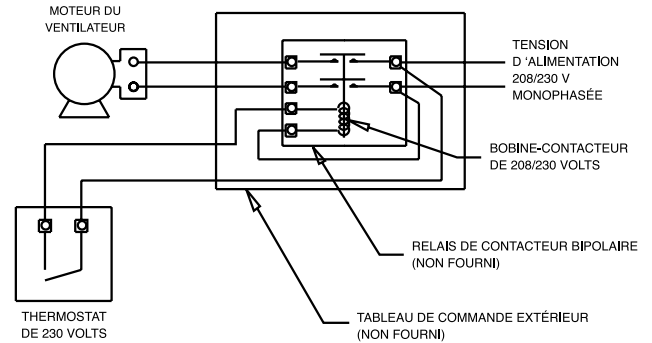 MOTEUR DU
VENTILATEUR
TENSION
D 'ALIMENTATION
208/230 V
MONOPHASÉE
BOBINE-CONTACTEUR
DE 208/230 VOLTS
RELAIS DE CONTACTEUR BIPOLAIRE
(NON FOURNI)
TABLEAU DE COMMANDE EXTÉRIEUR
(NON FOURNI)
THERMOSTAT
DE 230 VOLTS